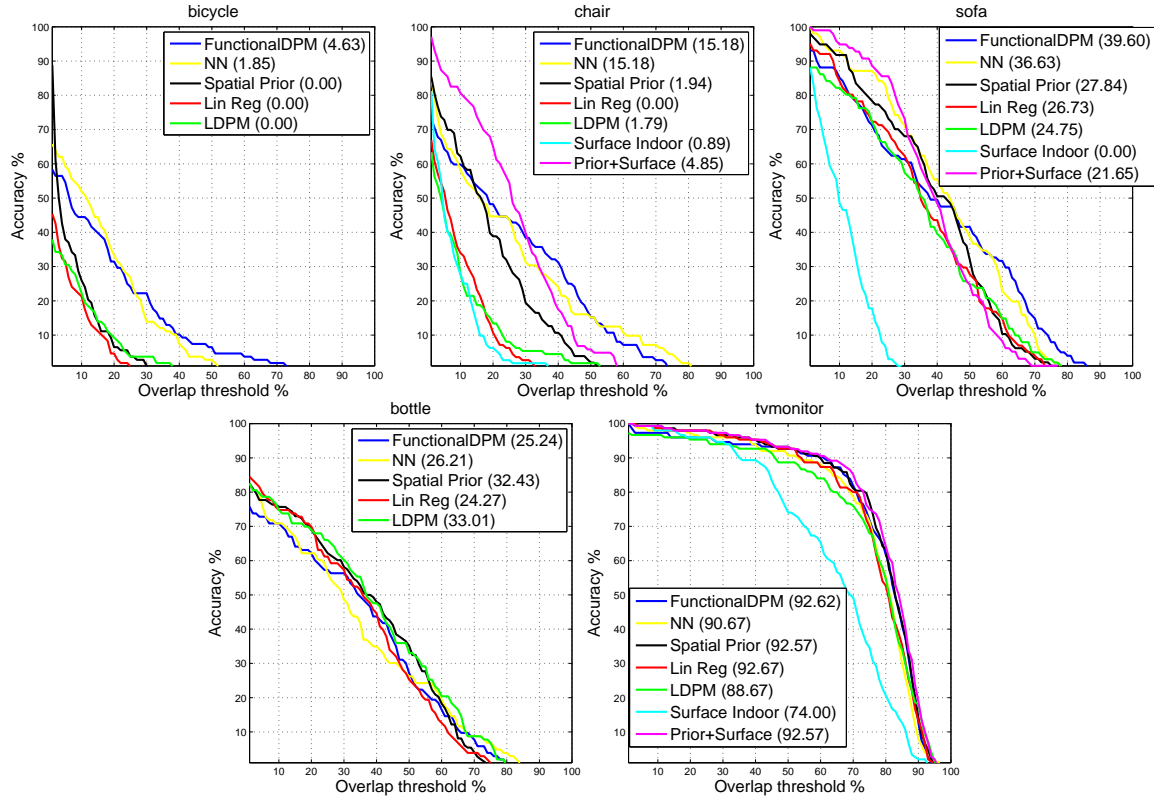 bicycle
100
90
80
70
60
50
40
30
20
10
10 20 30 40 50 60 70 80 90 100
Accuracy %
Overlap threshold %
FunctionalDPM (4.63)
NN (1.85)
Spatial Prior (0.00)
Lin Reg (0.00)
LDPM (0.00)
chair
100
90
80
70
60
50
40
30
20
10
10 20 30 40 50 60 70 80 90 100
Accuracy %
Overlap threshold %
FunctionalDPM (15.18)
NN (15.18)
Spatial Prior (1.94)
Lin Reg (0.00)
LDPM (1.79)
Surface Indoor (0.89)
Prior+Surface (4.85)
sofa
100
90
80
70
60
50
40
30
20
10
10 20 30 40 50 60 70 80 90 100
Accuracy %
Overlap threshold %
FunctionalDPM (39.60)
NN (36.63)
Spatial Prior (27.84)
Lin Reg (26.73)
LDPM (24.75)
Surface Indoor (0.00)
Prior+Surface (21.65)
bottle
100
90
80
70
60
50
40
30
20
10
10 20 30 40 50 60 70 80 90 100
Accuracy %
Overlap threshold %
FunctionalDPM (25.24)
NN (26.21)
Spatial Prior (32.43)
Lin Reg (24.27)
LDPM (33.01)
tvmonitor
100
90
80
70
60
50
40
30
20
10
10 20 30 40 50 60 70 80 90 100
Accuracy %
Overlap threshold %
FunctionalDPM (92.62)
NN (90.67)
Spatial Prior (92.57)
Lin Reg (92.67)
LDPM (88.67)
Surface Indoor (74.00)
Prior+Surface (92.57)